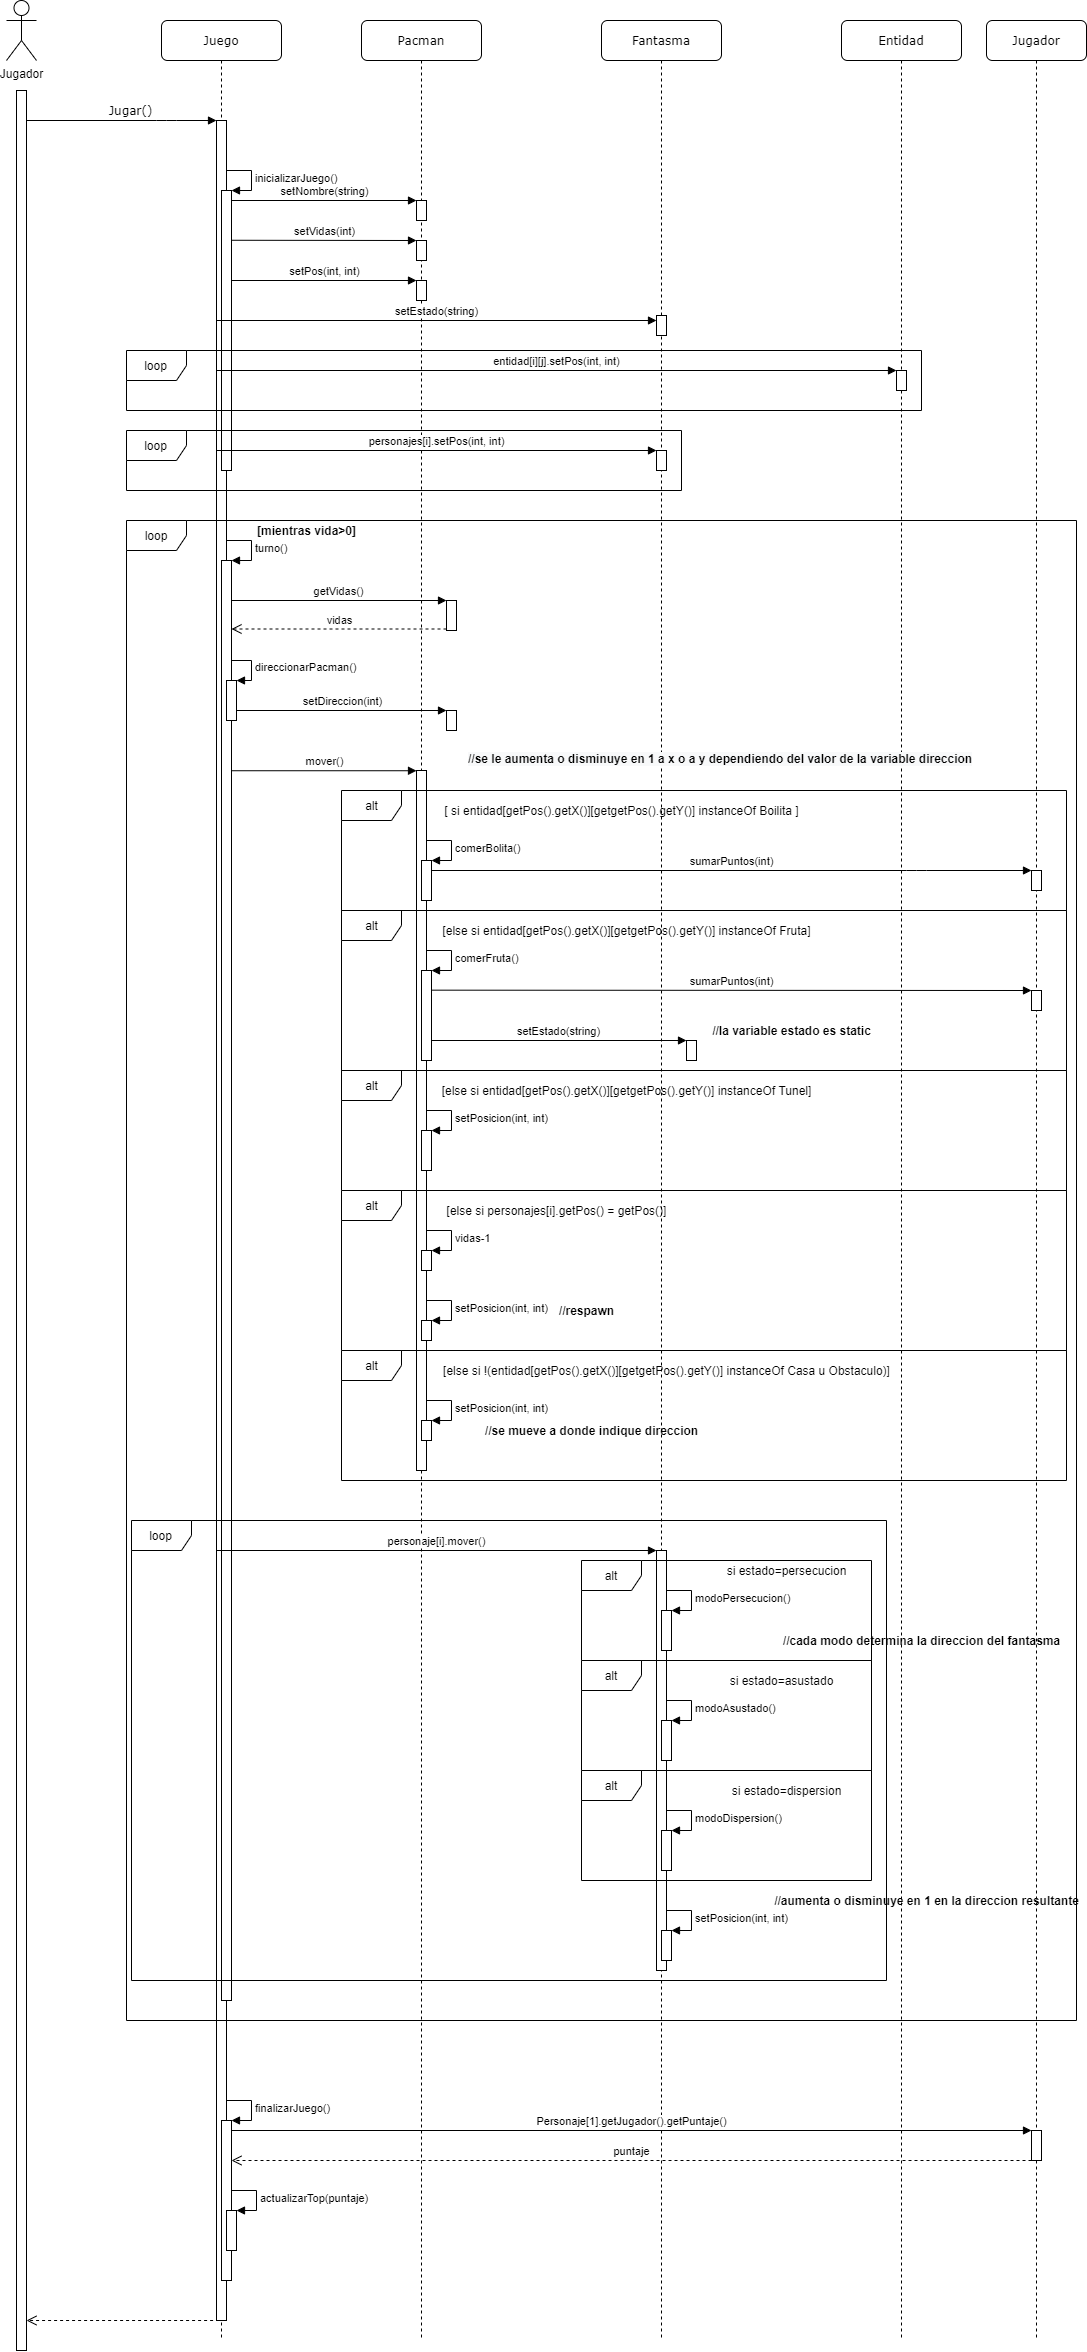 Jugador
Juego
Pacman
Fantasma
Entidad
Jugador
Jugar()
inicializarJuego()
setNombre(string)
setVidas(int)
setPos(int, int)
setEstado(string)
loop
entidad[i][j].setPos(int, int)
loop
personajes[i].setPos(int, int)
loop
[mientras vida>0]
turno()
getVidas()
vidas
direccionarPacman()
setDireccion(int)
//se le aumenta o disminuye en 1 a x o a y dependiendo del valor de la variable direccion
mover()
alt
[ si entidad[getPos().getX()][getgetPos().getY()] instanceOf Boilita ]
comerBolita()
sumarPuntos(int)
alt
[else si entidad[getPos().getX()][getgetPos().getY()] instanceOf Fruta]
comerFruta()
sumarPuntos(int)
setEstado(string)
//la variable estado es static
alt
[else si entidad[getPos().getX()][getgetPos().getY()] instanceOf Tunel]
setPosicion(int, int)
alt
[else si personajes[i].getPos() = getPos()]
vidas-1
setPosicion(int, int)
//respawn
alt
[else si !(entidad[getPos().getX()][getgetPos().getY()] instanceOf Casa u Obstaculo)]
setPosicion(int, int)
//se mueve a donde indique direccion
loop
personaje[i].mover()
alt
si estado=persecucion
modoPersecucion()
//cada modo determina la direccion del fantasma
alt
si estado=asustado
modoAsustado()
alt
si estado=dispersion
modoDispersion()
//aumenta o disminuye en 1 en la direccion resultante
setPosicion(int, int)
finalizarJuego()
Personaje[1].getJugador().getPuntaje()
puntaje
actualizarTop(puntaje)